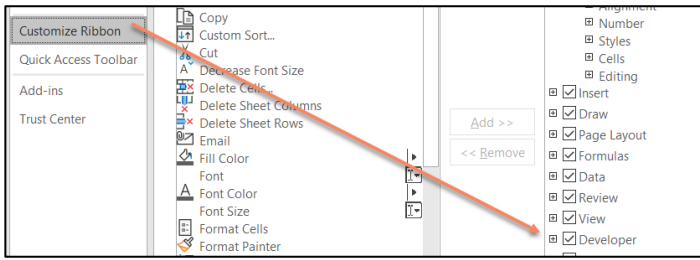 Customize Ribbon
Quick Access Toolbar
Add-ins
Trust Center
Copy
Custom Sort...
Cut
Decrease Font Size
Delete Cells...
Delete Sheet Columns
Delete Sheet Rows
Email
Fill Color
Font
Font Color
Font Size
Format Cells
Format Painter
Add >>
<< Remove
Alignment
Number
Styles
Cells
Editing
Insert
Draw
Page Layout
Formulas
Data
Review
View
Developer